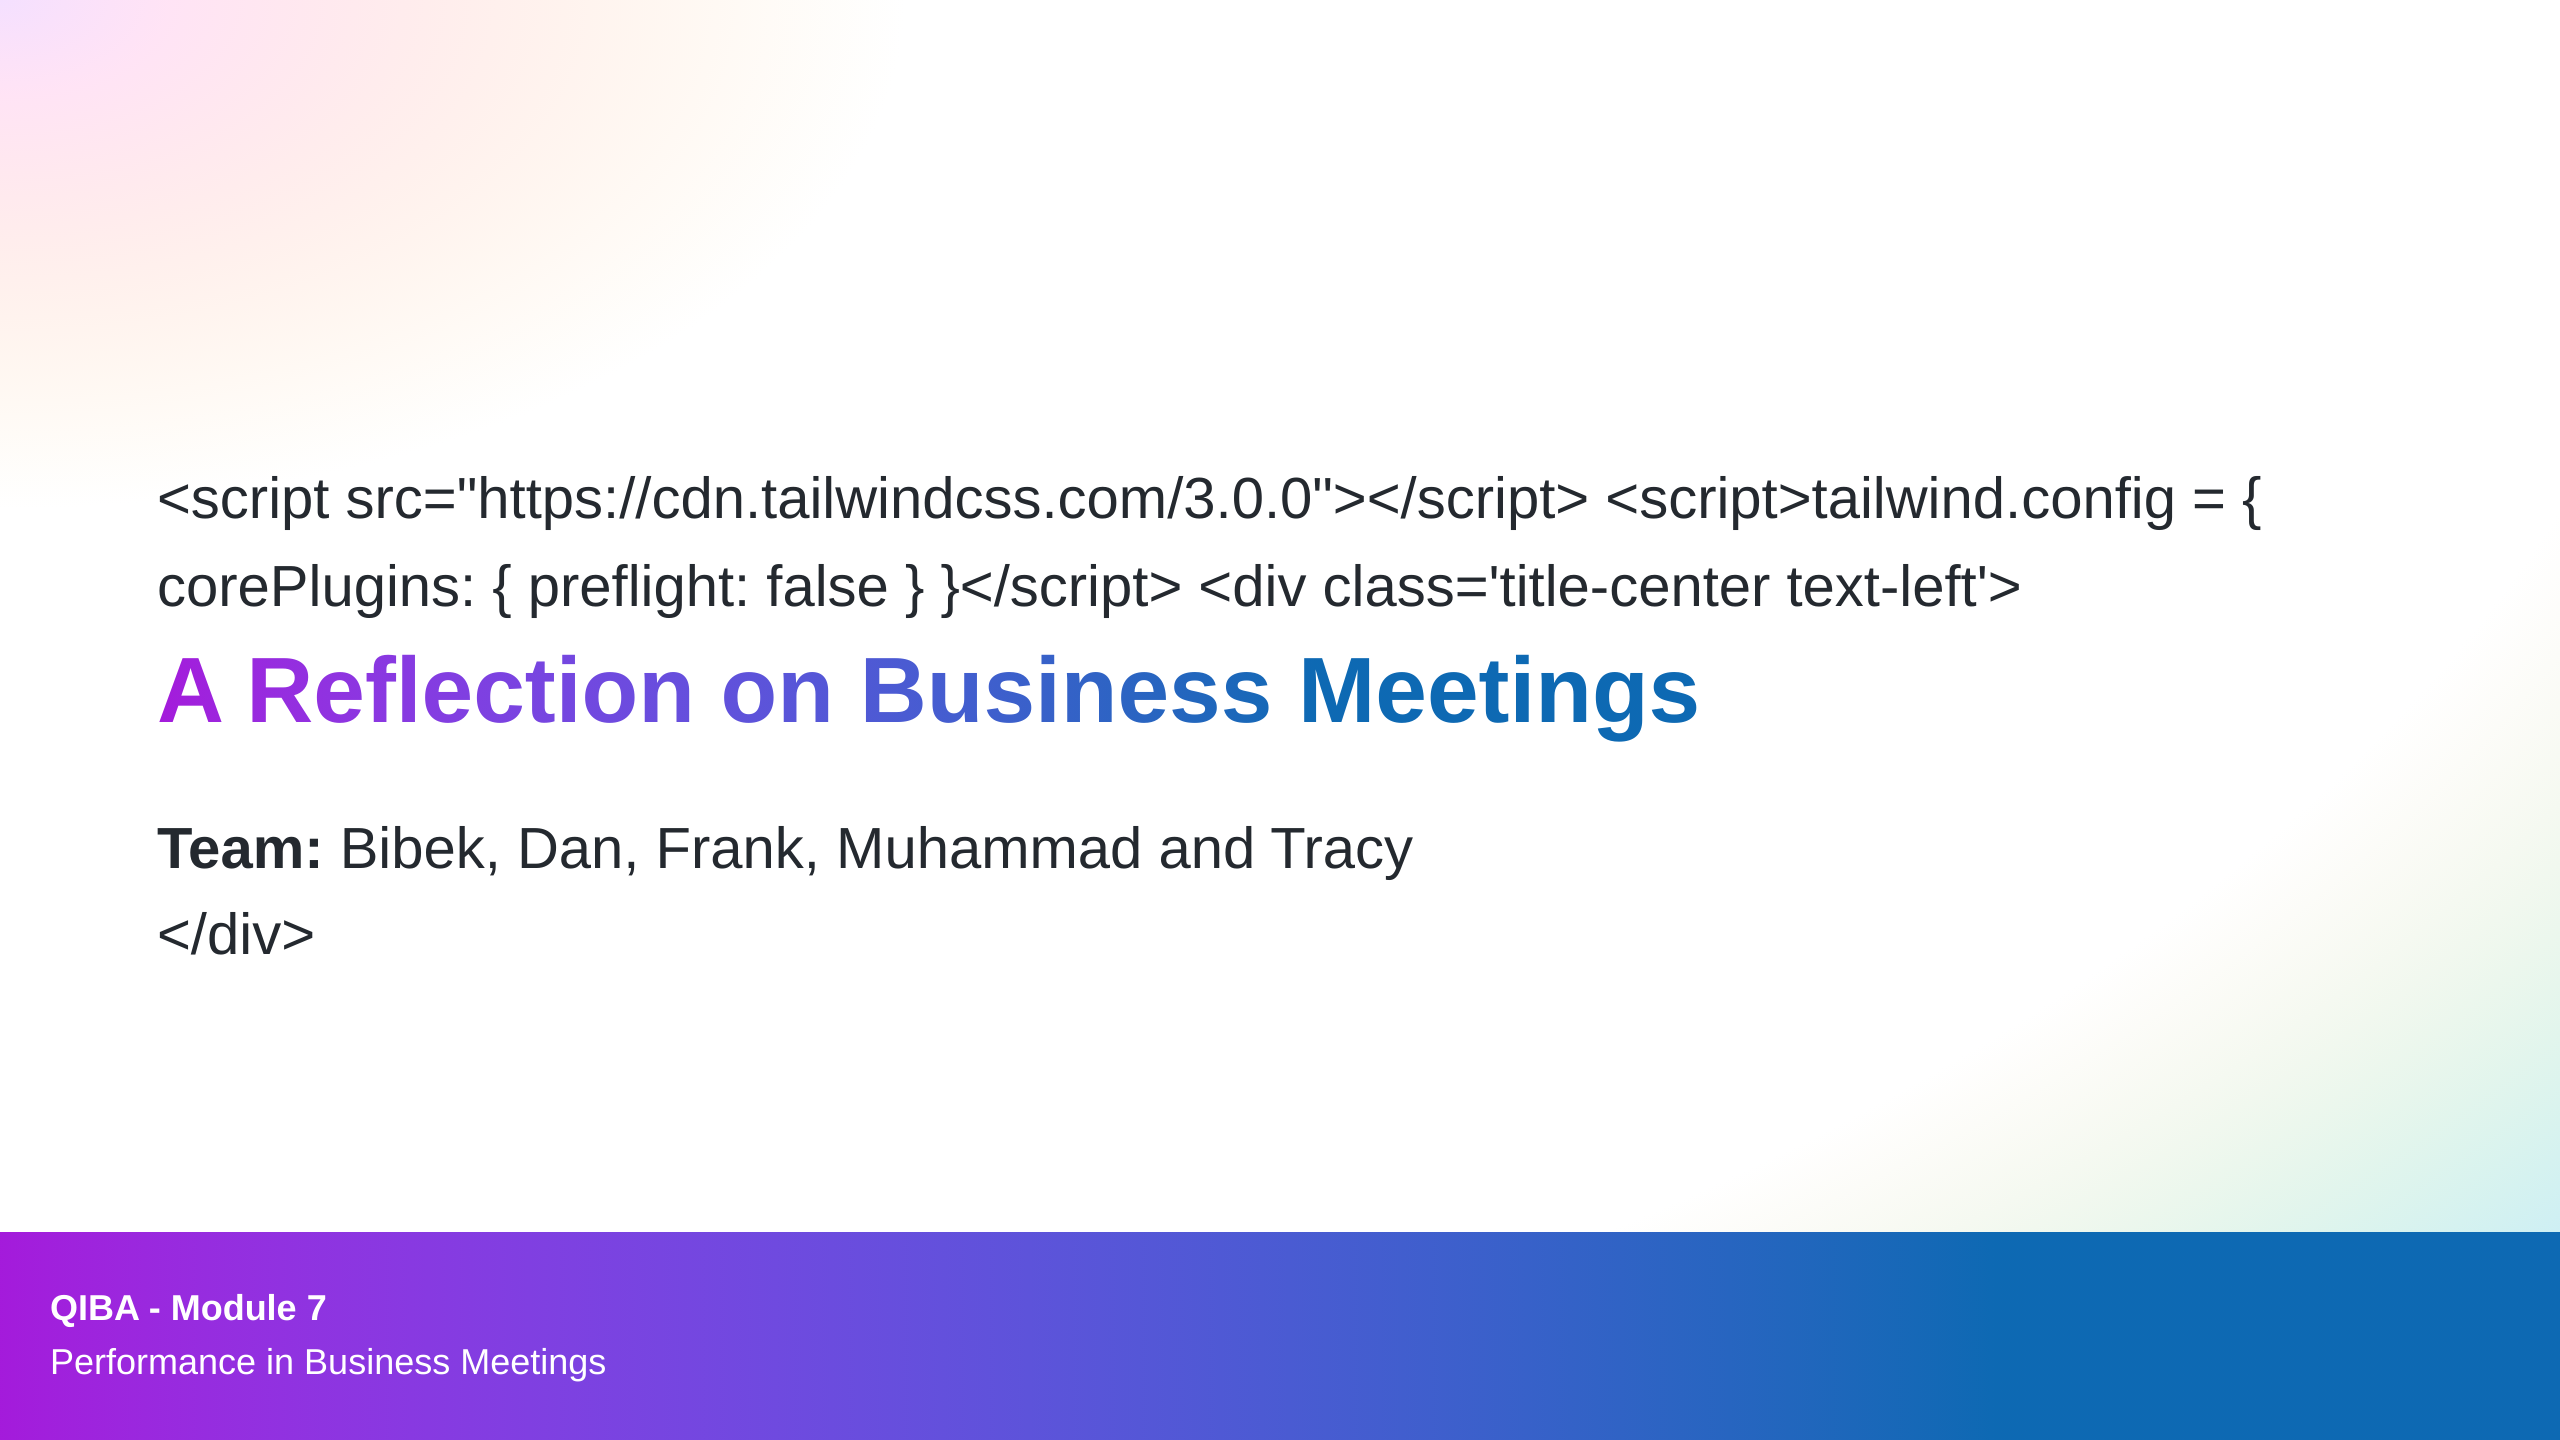 <script src="https://cdn.tailwindcss.com/3.0.0"></script> <script>tailwind.config = {
corePlugins: { preflight: false } }</script> <div class='title-center text-left'>
A Reflection on Business Meetings
Team: Bibek, Dan, Frank, Muhammad and Tracy
</div>
QIBA - Module 7
Performance in Business Meetings